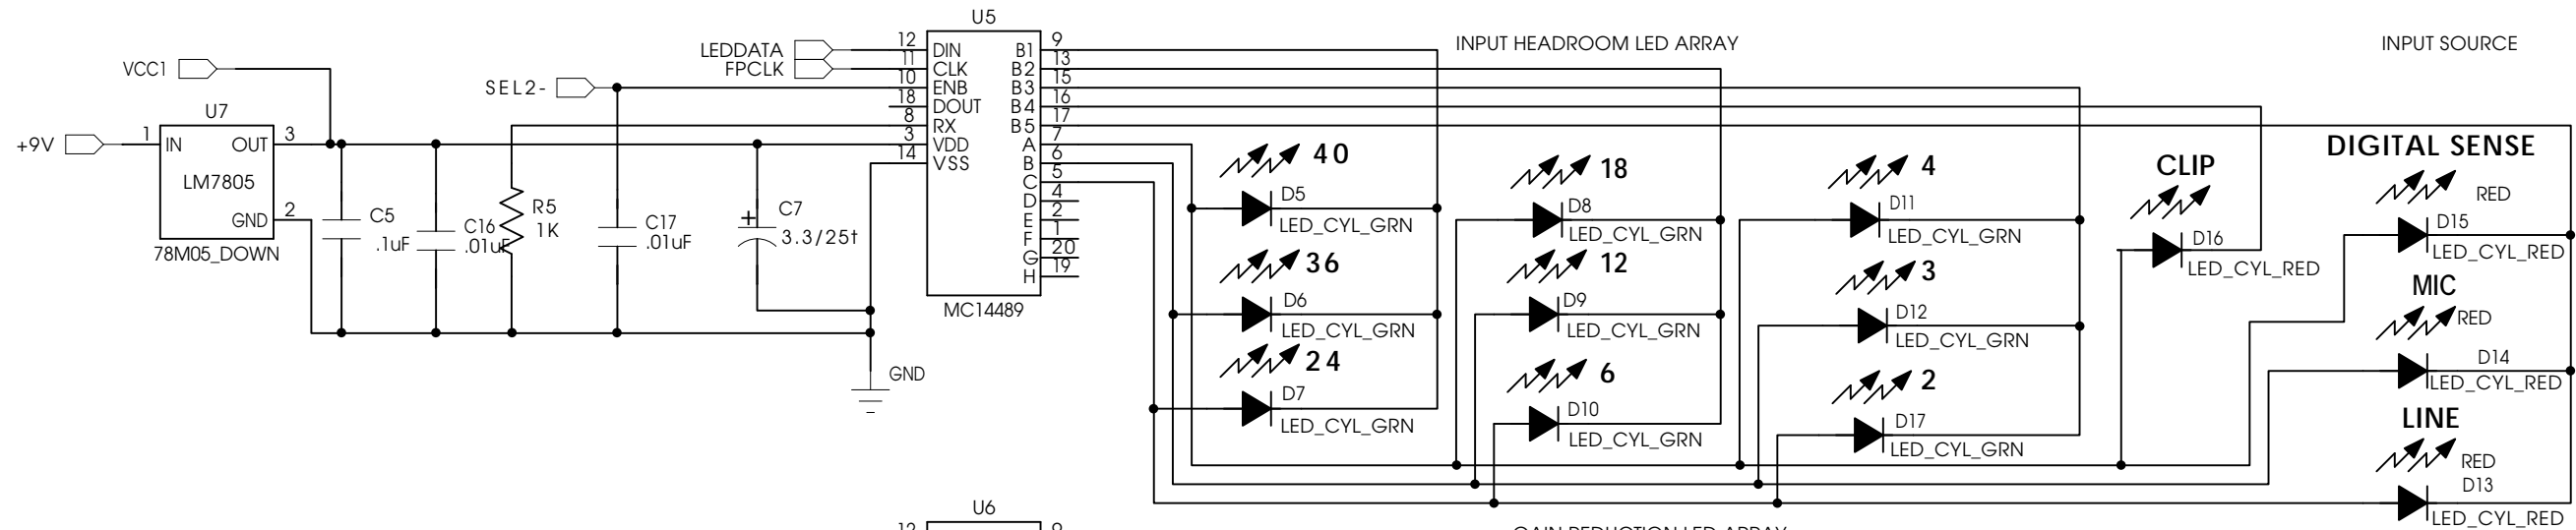 U5
INPUT HEADROOM LED ARRAY
INPUT SOURCE
VCC1
LEDDATA
FPCLK
SEL2-
12 DIN
11 CLK
10 ENB
18 DOUT
8 RX
3 VDD
14 VSS
B1 9
B2 13
B3 15
B4 16
B5 17
A 7
B 6
C 5
D 4
E 2
F 1
G 20
H 19
MC14489
U7
+9V
1 IN
OUT 3
LM7805
GND 2
78M05_DOWN
C5
.1uF
C16
.01uF
R5
1K
C17
.01uF
+
C7
3.3/25t
GND
40
D5
LED_CYL_GRN
36
D6
LED_CYL_GRN
24
D7
LED_CYL_GRN
18
D8
LED_CYL_GRN
12
D9
LED_CYL_GRN
6
D10
LED_CYL_GRN
4
D11
LED_CYL_GRN
3
D12
LED_CYL_GRN
2
D17
LED_CYL_GRN
CLIP
D16
LED_CYL_RED
DIGITAL SENSE
RED
D15
LED_CYL_RED
MIC
RED
D14
LED_CYL_RED
LINE
RED
D13
LED_CYL_RED
U6
12
9
GAIN REDUCTION LED ARRAY